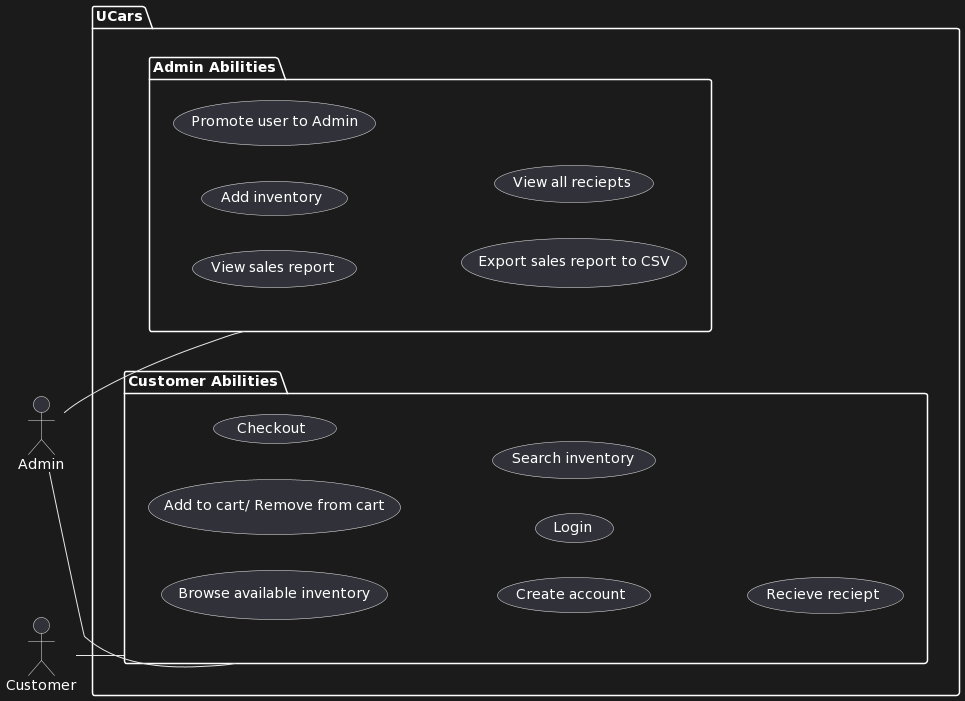 UCars
Admin Abilities
Promote user to Admin
Add inventory
View all reciepts
View sales report
Export sales report to CSV
Customer Abilities
Checkout
Search inventory
Add to cart/ Remove from cart
Login
Browse available inventory
Create account
Recieve reciept
Admin
Customer